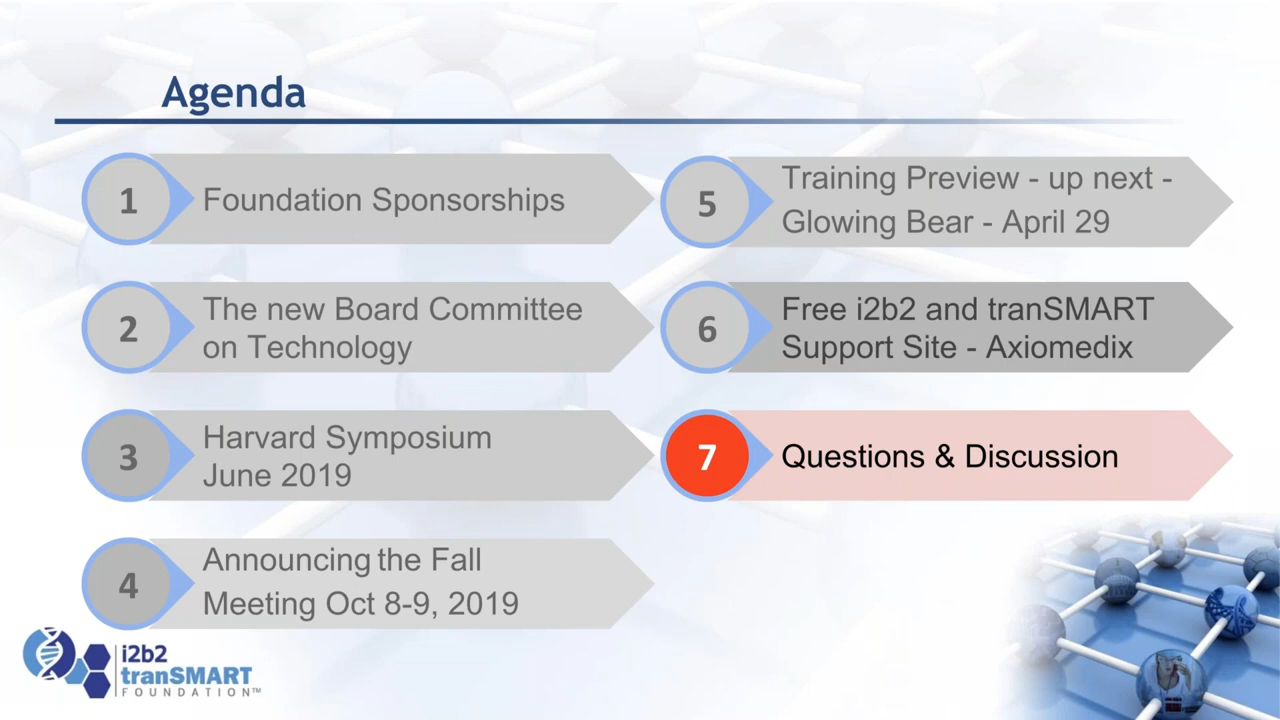 Agenda
1
Foundation Sponsorships
2
The new Board Committee
on Technology
3
Harvard Symposium
June 2019
4
Announcing the Fall
Meeting Oct 8-9, 2019
5
Training Preview - up next -
Glowing Bear - April 29
6
Free i2b2 and tranSMART
Support Site - Axiomedix
7
Questions & Discussion
i2b2
tranSMART
FOUNDATION™